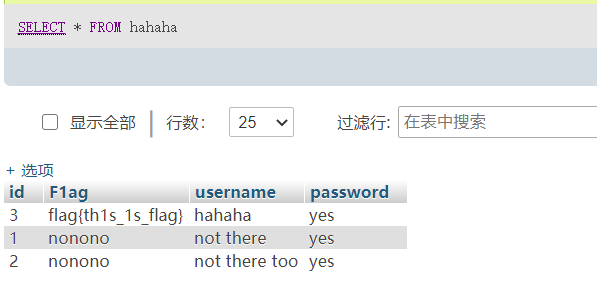 SELECT * FROM hahaha
显示全部 | 行数： 25 过滤行: 在表中搜索
+ 选项
id F1ag username password
3 flag{th1s_1s_flag} hahaha yes
1 nonono not there yes
2 nonono not there too yes